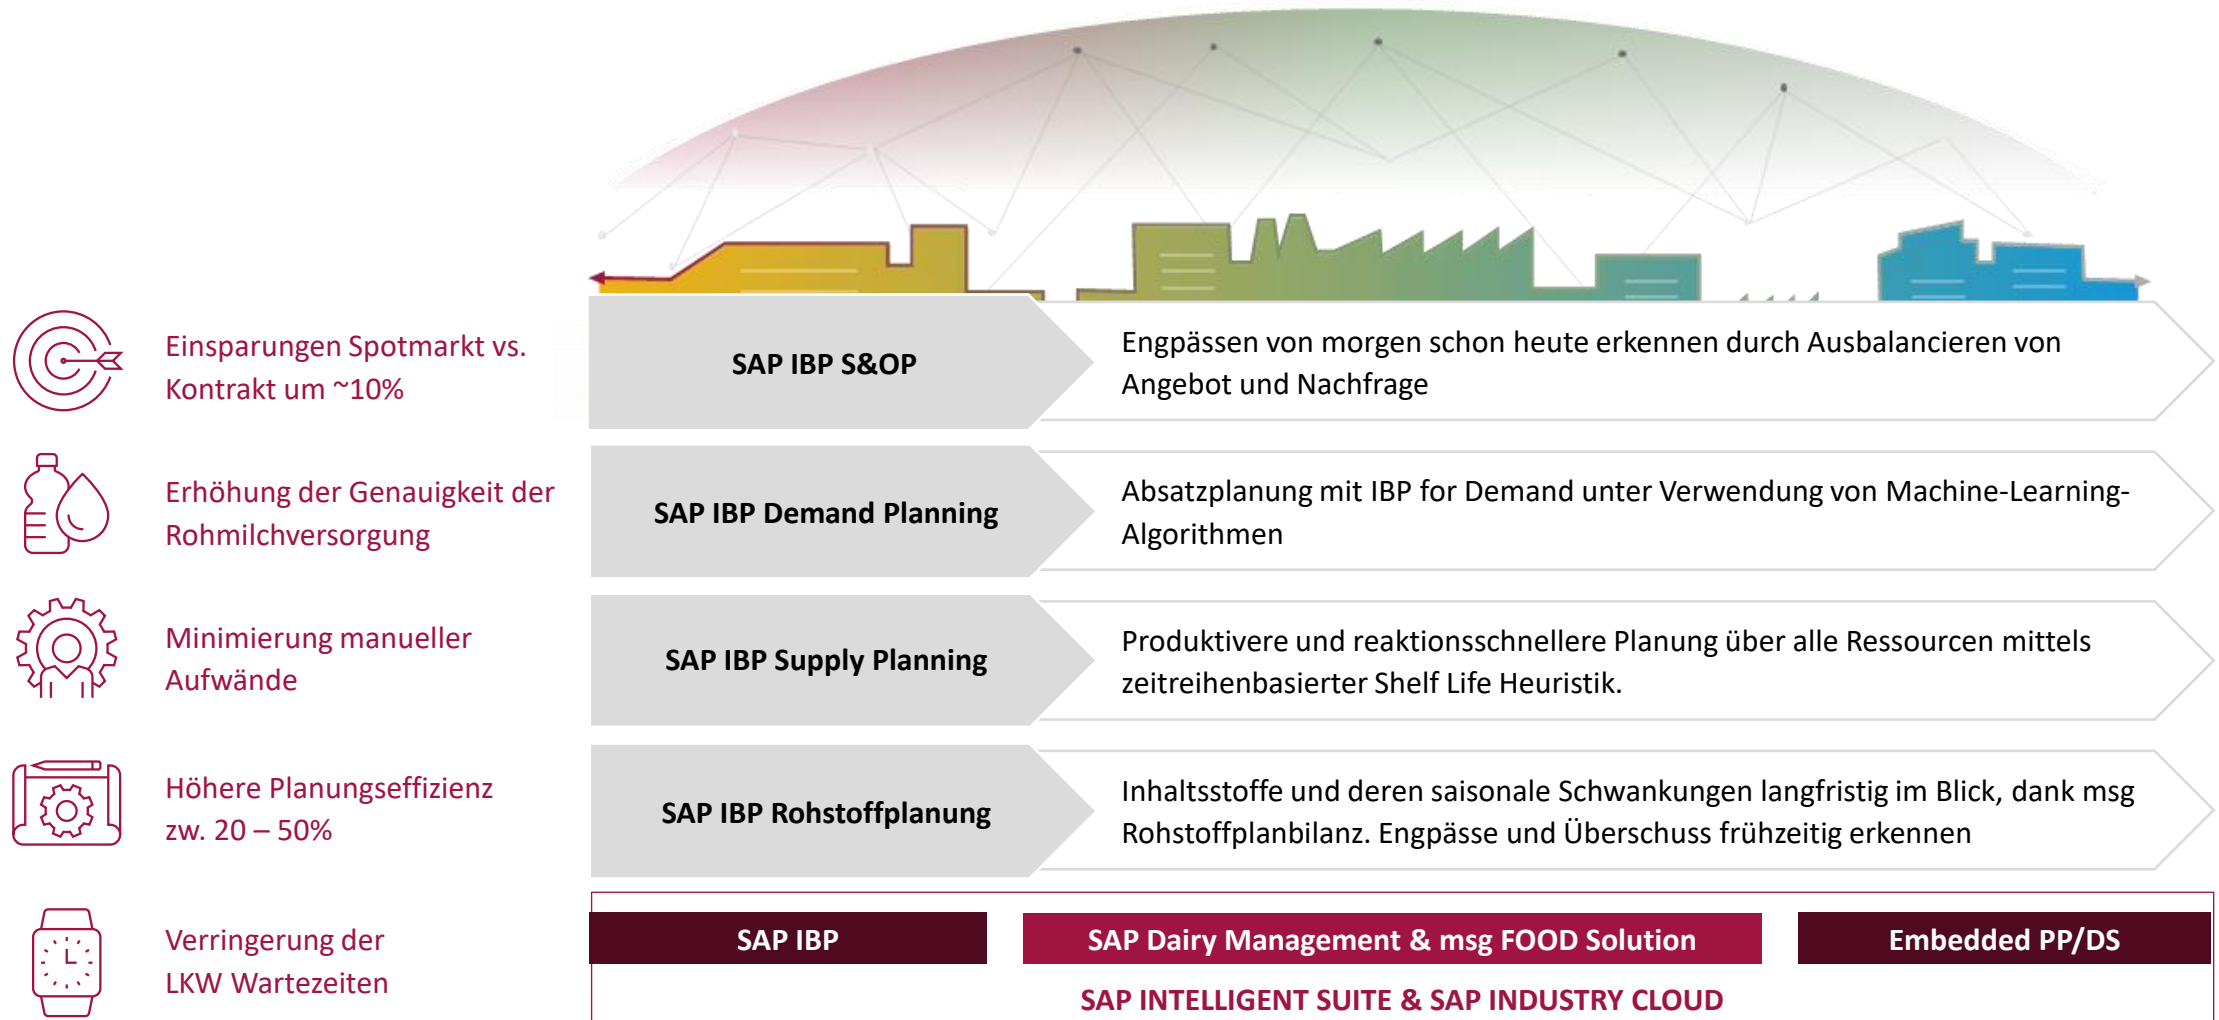 Einsparungen Spotmarkt vs.
Kontrakt um ~10%
SAP IBP S&OP
Engpässen von morgen schon heute erkennen durch Ausbalancieren von
Angebot und Nachfrage
Erhöhung der Genauigkeit der
Rohmilchversorgung
SAP IBP Demand Planning
Absatzplanung mit IBP for Demand unter Verwendung von Machine-Learning-
Algorithmen
Minimierung manueller
Aufwände
SAP IBP Supply Planning
Produktivere und reaktionsschnellere Planung über alle Ressourcen mittels
zeitreihenbasierter Shelf Life Heuristik.
Höhere Planungseffizienz
zw. 20 – 50%
SAP IBP Rohstoffplanung
Inhaltsstoffe und deren saisonale Schwankungen langfristig im Blick, dank msg
Rohstoffplanbilanz. Engpässe und Überschuss frühzeitig erkennen
Verringerung der
LKW Wartezeiten
SAP IBP
SAP Dairy Management & msg FOOD Solution
Embedded PP/DS
SAP INTELLIGENT SUITE & SAP INDUSTRY CLOUD